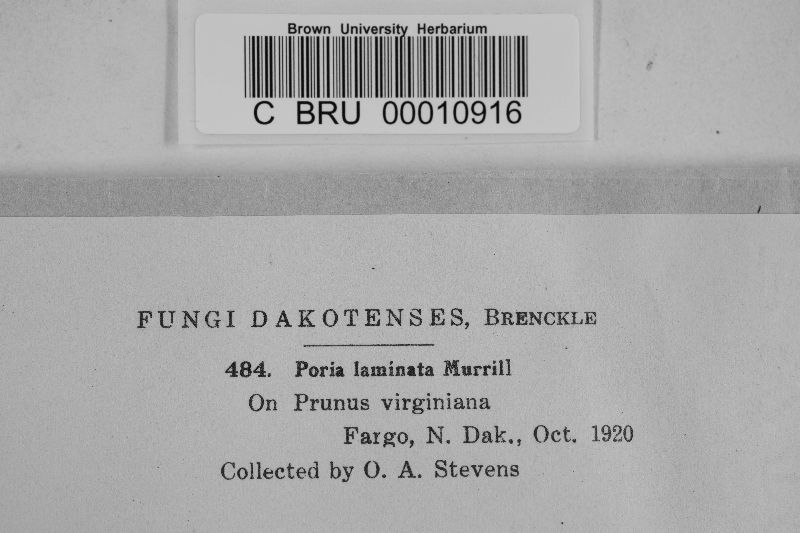 Brown University Herbarium
C BRU 00010916
FUNGI DAKOTENSES, BRENCKLE
484. Poria laminata Murrill
On Prunus virginiana
Fargo, N. Dak., Oct. 1920
Collected by O. A. Stevens